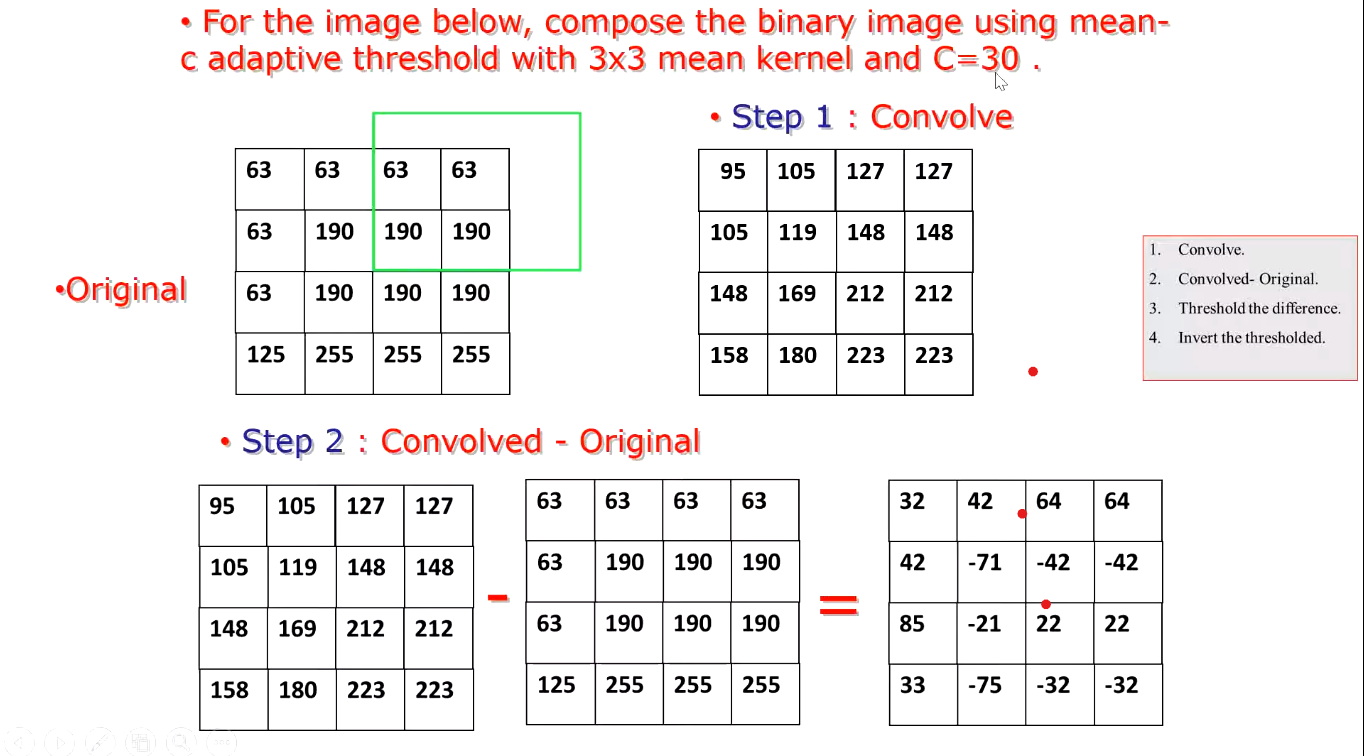 • For the image below, compose the binary image using mean-
c adaptive threshold with 3x3 mean kernel and C=30 .
• Step 1 : Convolve
63 63 63 63
63 190 190 190
63 190 190 190
125 255 255 255
•Original
95 105 127 127
105 119 148 148
148 169 212 212
158 180 223 223
1. Convolve.
2. Convolved- Original.
3. Threshold the difference.
4. Invert the thresholded.
• Step 2 : Convolved - Original
95 105 127 127
105 119 148 148
148 169 212 212
158 180 223 223
-
63 63 63 63
63 190 190 190
63 190 190 190
125 255 255 255
=
32 42 64 64
42 -71 -42 -42
85 -21 22 22
33 -75 -32 -32